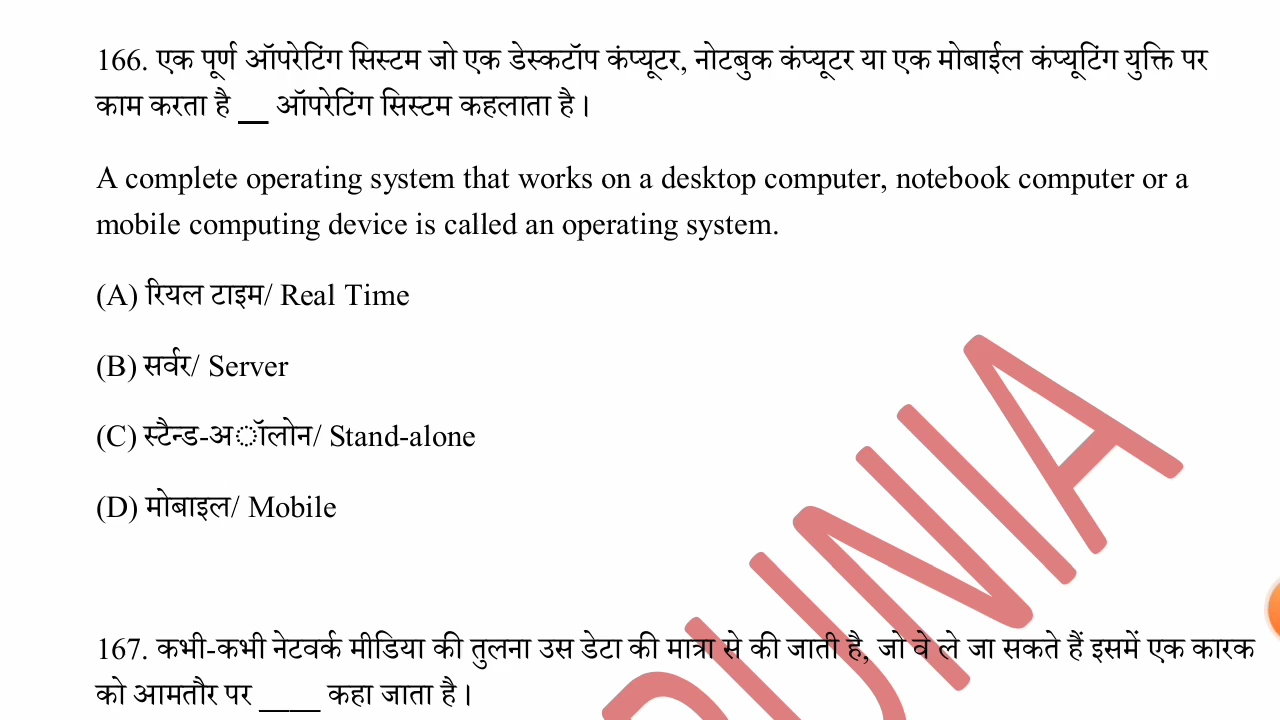 166. एक पूर्ण ऑपरेटिंग सिस्टम जो एक डेस्कटॉप कंप्यूटर, नोटबुक कंप्यूटर या एक मोबाईल कंप्यूटिंग युक्ति पर
काम करता है __ ऑपरेटिंग सिस्टम कहलाता है।
A complete operating system that works on a desktop computer, notebook computer or a
mobile computing device is called an operating system.
(A) रियल टाइम/ Real Time
(B) सर्वर/ Server
(C) स्टैन्ड-अॉलोन/ Stand-alone
(D) मोबाइल/ Mobile
167. कभी-कभी नेटवर्क मीडिया की तुलना उस डेटा की मात्रा से की जाती है, जो वे ले जा सकते हैं इसमें एक कारक
को आमतौर पर ____ कहा जाता है।
PUNIA